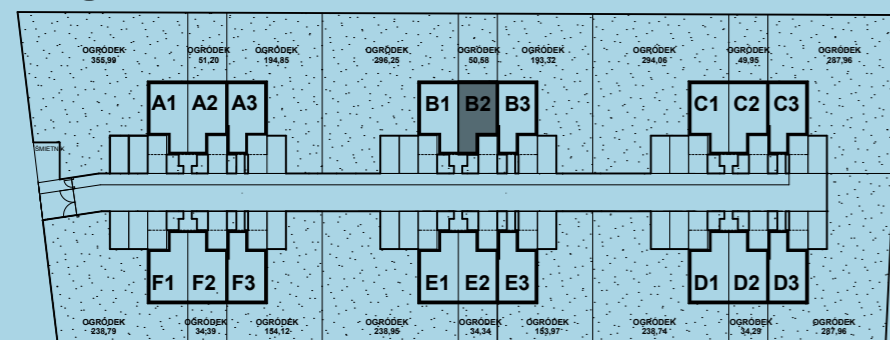 OGRÓDEK OGRÓDEK OGRÓDEK OGRÓDEK OGRÓDEK OGRÓDEK OGRÓDEK OGRÓDEK OGRÓDEK
355,99 51,20 194,85 296,25 50,58 193,32 294,06 49,95 287,96
A1 A2 A3 B1 B2 B3 C1 C2 C3
ŚMIETNIK
F1 F2 F3 E1 E2 E3 D1 D2 D3
OGRÓDEK OGRÓDEK OGRÓDEK OGRÓDEK OGRÓDEK OGRÓDEK OGRÓDEK OGRÓDEK OGRÓDEK
238,79 34,39 154,12 238,95 34,34 153,97 238,74 34,29 287,96